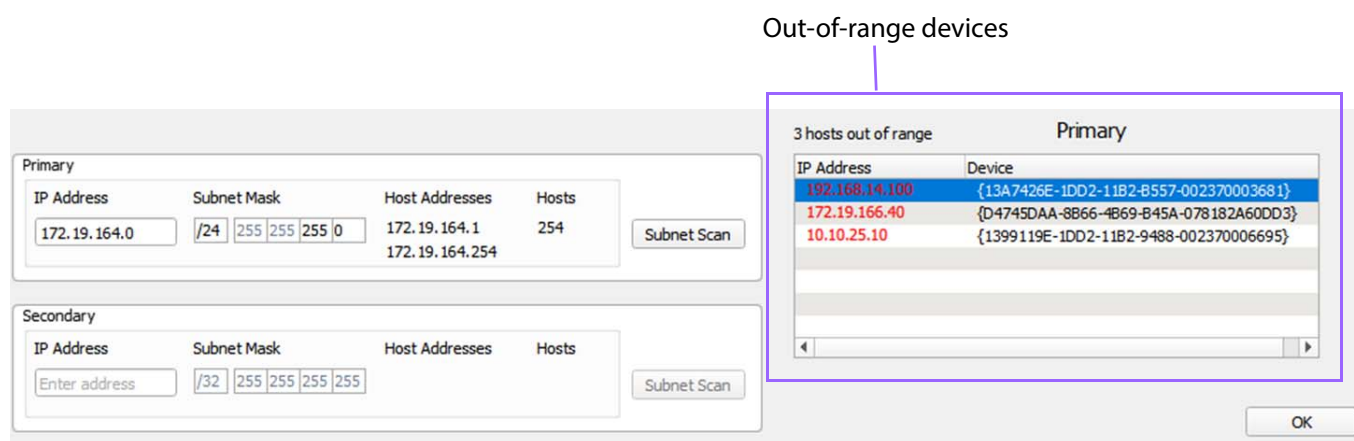 Out-of-range devices
3 hosts out of range Primary
IP Address Device
192.168.14.100 {13A7426E-1DD2-11B2-B557-002370003681}
172.19.166.40 {D4745DAA-8B66-4B69-B45A-078182A60DD3}
10.10.25.10 {1399119E-1DD2-11B2-9488-002370006695}
Primary
IP Address Subnet Mask Host Addresses Hosts
172.19.164.0 /24 255 255 255 0 172.19.164.1 254
172.19.164.254
Subnet Scan
Secondary
IP Address Subnet Mask Host Addresses Hosts
Enter address /32 255 255 255 255
Subnet Scan
OK